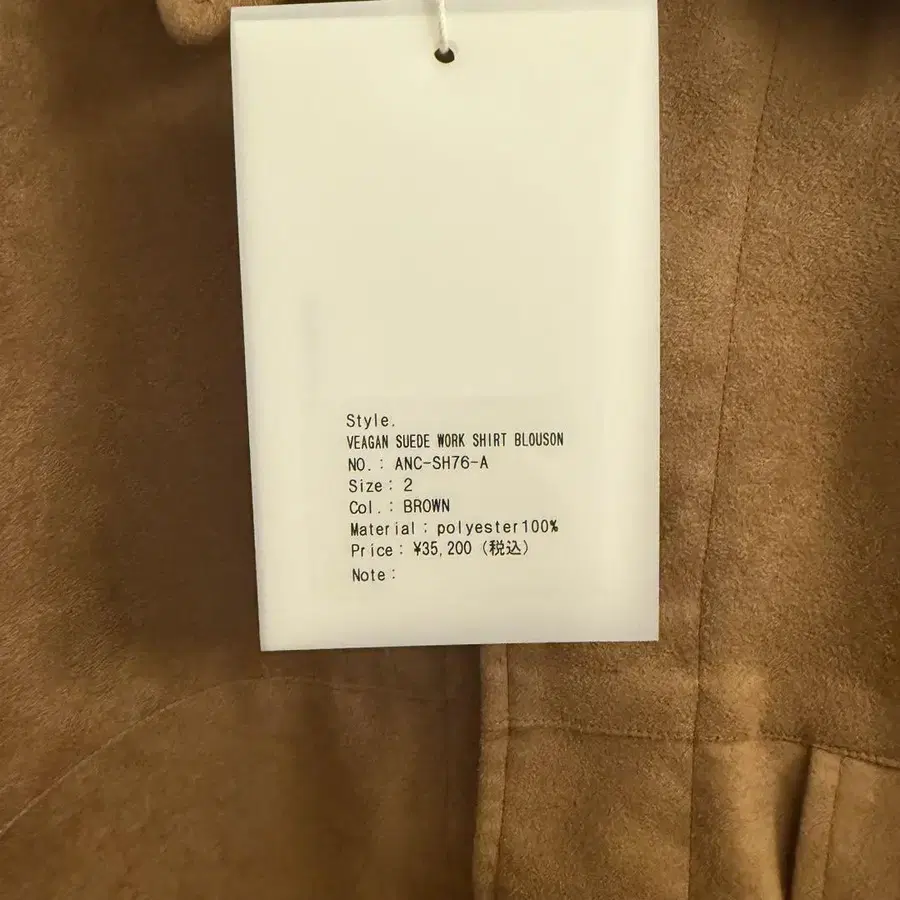 Style.
VEAGAN SUEDE WORK SHIRT BLOUSON
NO.: ANC-SH76-A
Size: 2
Col.: BROWN
Material: polyester100%
Price: ¥35,200 (税込)
Note: